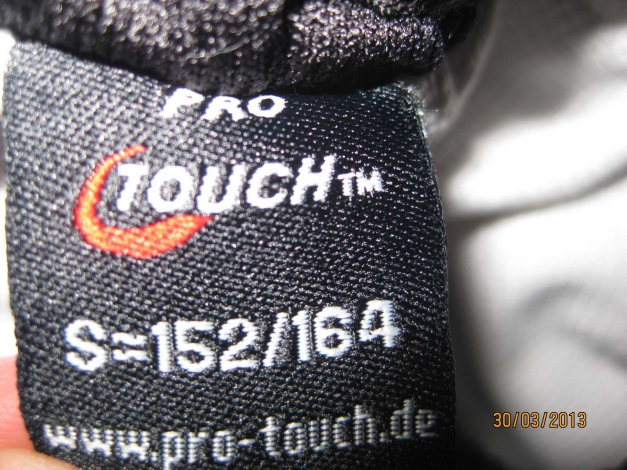 PRO
TOUCH™
S=152/164
www.pro-touch.de
30/03/2013